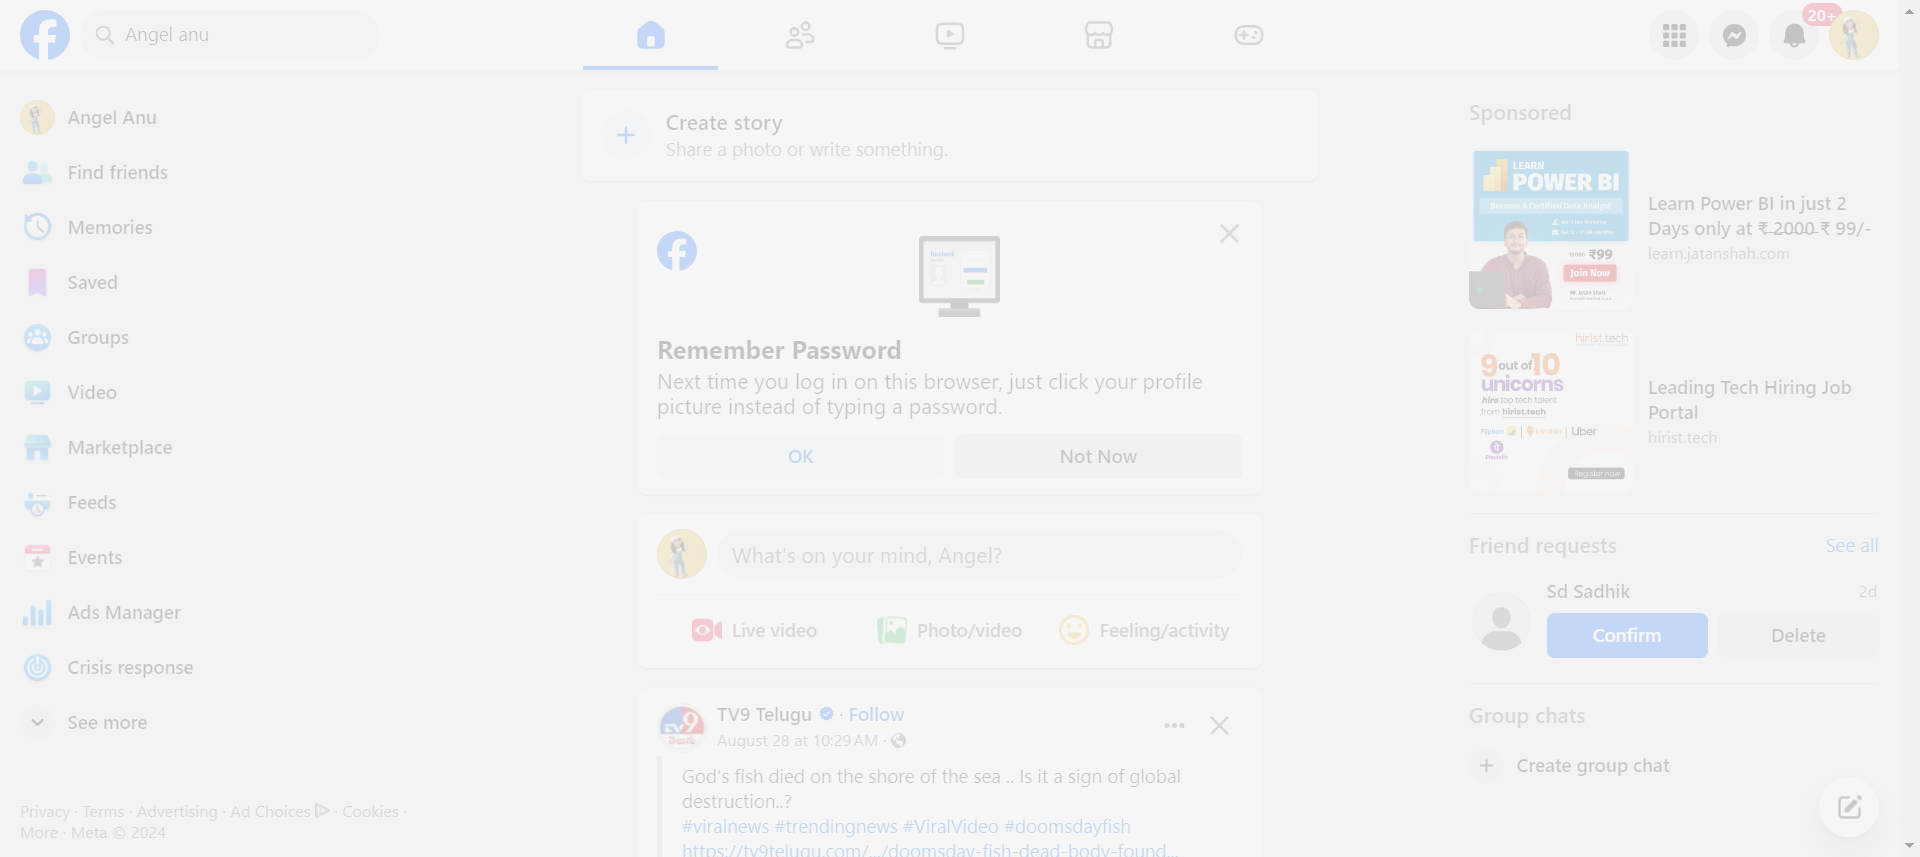 Angel anu
20+
Angel Anu
Find friends
Memories
Saved
Groups
Video
Marketplace
Feeds
Events
Ads Manager
Crisis response
See more
Privacy · Terms · Advertising · Ad Choices · Cookies ·
More · Meta © 2024
Create story
Share a photo or write something.
Remember Password
Next time you log in on this browser, just click your profile
picture instead of typing a password.
OK
Not Now
What's on your mind, Angel?
Live video
Photo/video
Feeling/activity
TV9 Telugu · Follow
August 28 at 10:29 AM ·
TV9
తెలుగు
God's fish died on the shore of the sea .. Is it a sign of global
destruction..?
#viralnews #trendingnews #ViralVideo #doomsdayfish
https://tv9telugu.com/.../doomsday-fish-dead-body-found...
Sponsored
LEARN
POWER BI
Become A Certified Data Analyst
₹99
Join Now
Learn Power BI in just 2
Days only at ₹ 2000 ₹ 99/-
learn.jatanshah.com
hirist.tech
9 out of 10
unicorns
hire top tech talent
from hirist.tech
Flipkart
Uber
PhonePe
Register now
Leading Tech Hiring Job
Portal
hirist.tech
Friend requests
See all
Sd Sadhik
2d
Confirm
Delete
Group chats
Create group chat